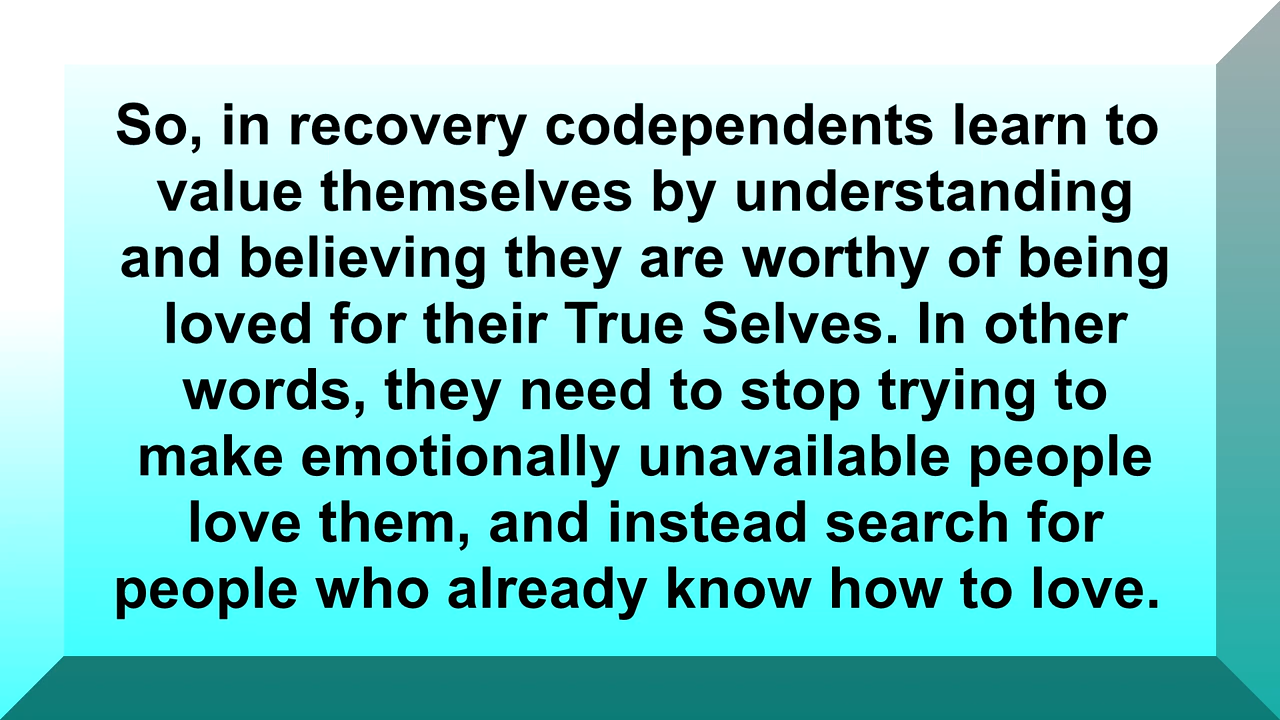 So, in recovery codependents learn to
value themselves by understanding
and believing they are worthy of being
loved for their True Selves. In other
words, they need to stop trying to
make emotionally unavailable people
love them, and instead search for
people who already know how to love.